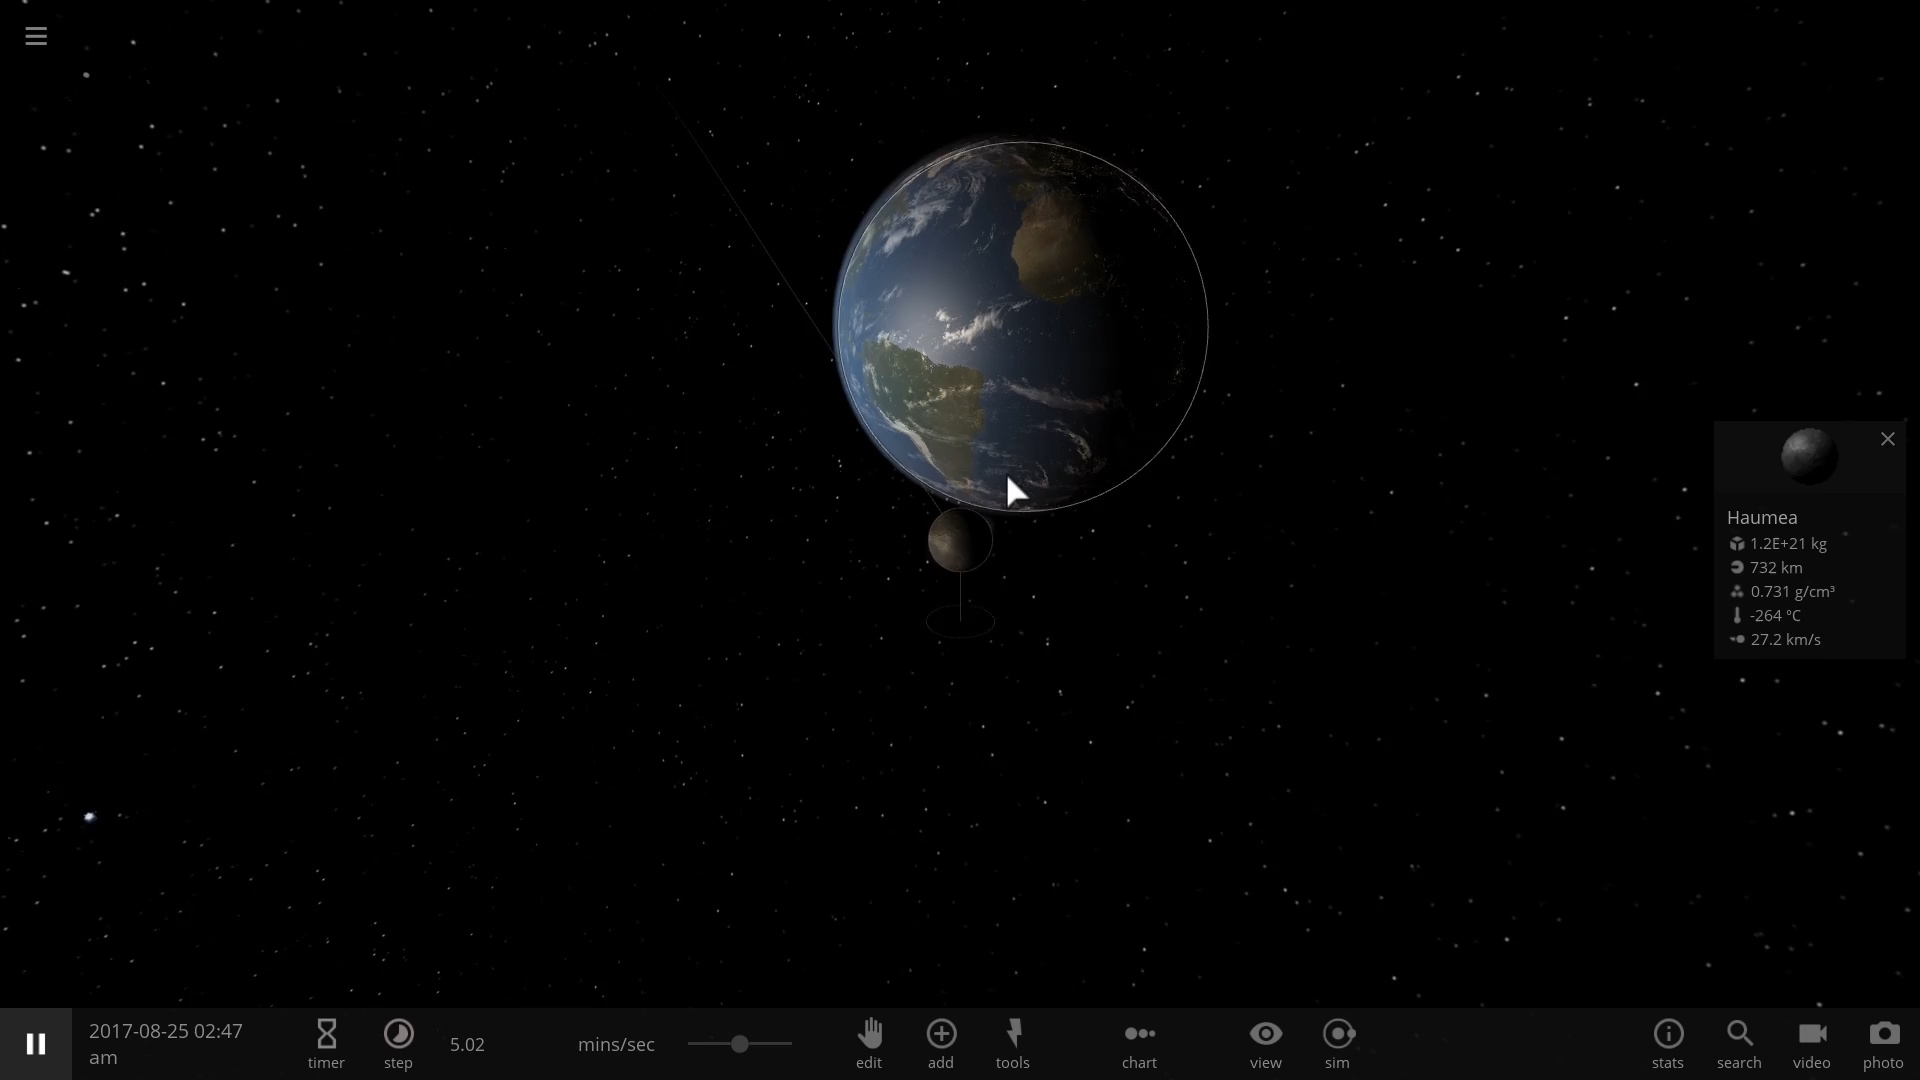 Haumea
1.2E+21 kg
732 km
0.731 g/cm³
-264 °C
27.2 km/s
2017-08-25 02:47
am
timer
step
5.02
mins/sec
edit
add
tools
chart
view
sim
stats
search
video
photo